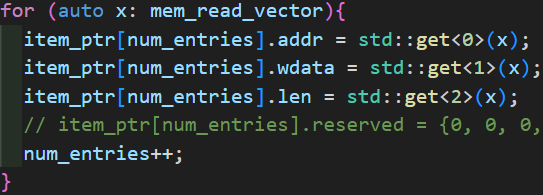 for (auto x: mem_read_vector){
item_ptr[num_entries].addr = std::get<0>(x);
item_ptr[num_entries].wdata = std::get<1>(x);
item_ptr[num_entries].len = std::get<2>(x);
// item_ptr[num_entries].reserved = {0, 0, 0,
num_entries++;
}